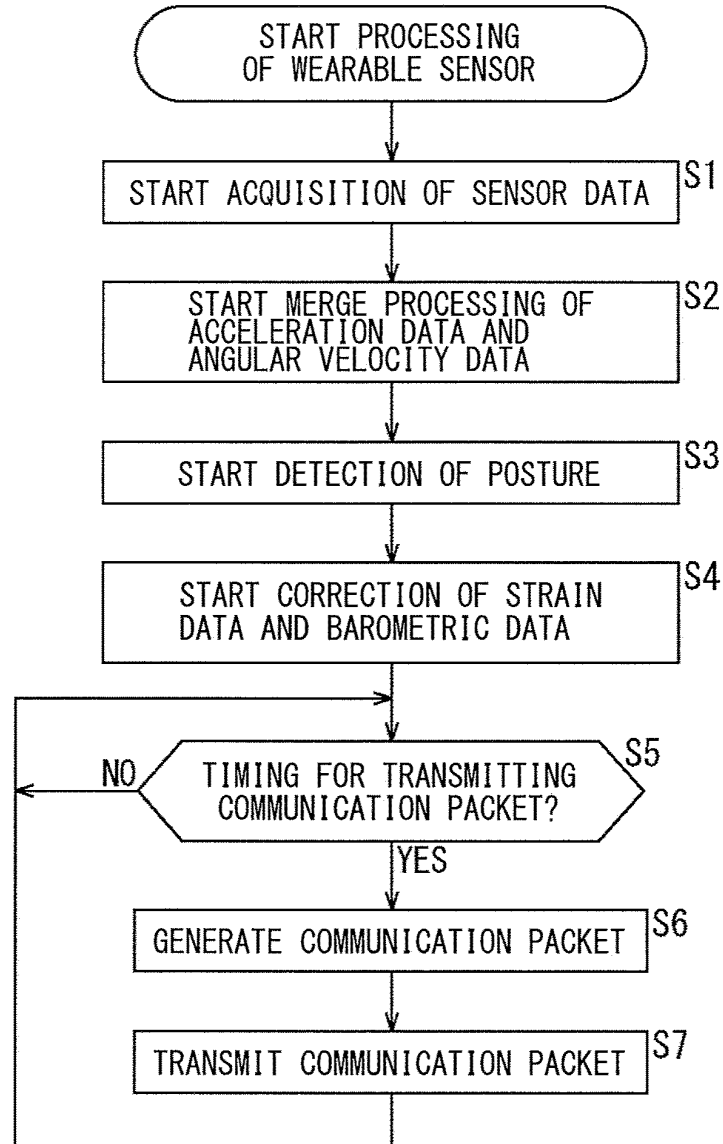 START PROCESSING
OF WEARABLE SENSOR
S1
START ACQUISITION OF SENSOR DATA
S2
START MERGE PROCESSING OF
ACCELERATION DATA AND
ANGULAR VELOCITY DATA
S3
START DETECTION OF POSTURE
S4
START CORRECTION OF STRAIN
DATA AND BAROMETRIC DATA
S5
NO
TIMING FOR TRANSMITTING
COMMUNICATION PACKET?
YES
S6
GENERATE COMMUNICATION PACKET
S7
TRANSMIT COMMUNICATION PACKET